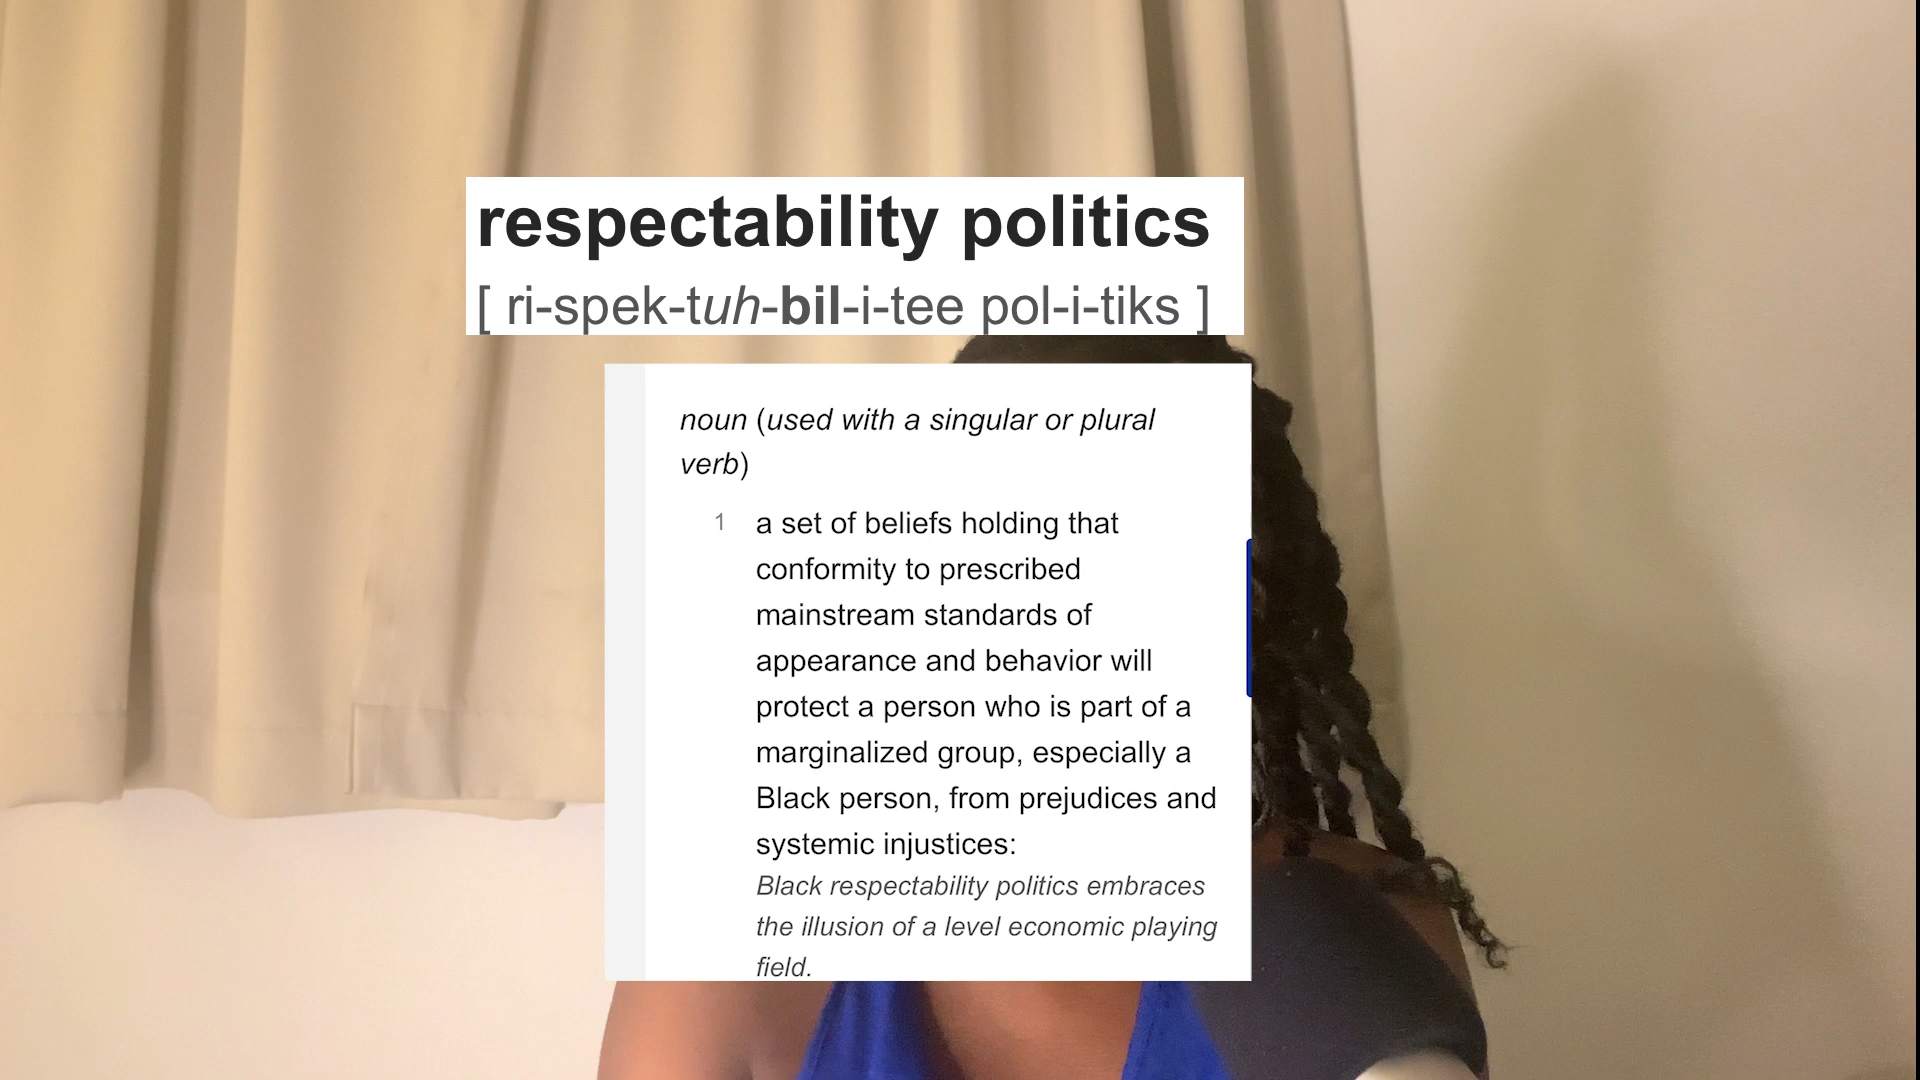 respectability politics
[ ri-spek-tuh-bil-i-tee pol-i-tiks ]
noun (used with a singular or plural
verb)
1 a set of beliefs holding that
conformity to prescribed
mainstream standards of
appearance and behavior will
protect a person who is part of a
marginalized group, especially a
Black person, from prejudices and
systemic injustices:
Black respectability politics embraces
the illusion of a level economic playing
field.